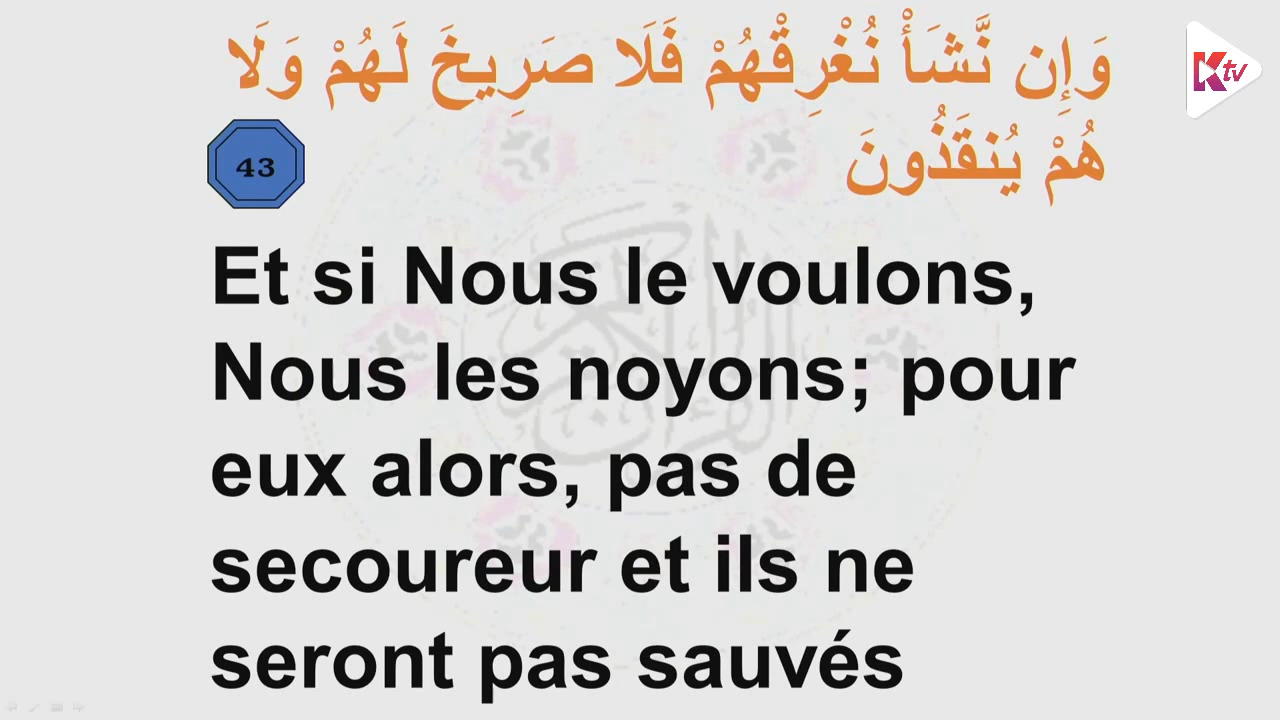 وَإِن نَّشَأْ نُغْرِقْهُمْ فَلَا صَرِيخَ لَهُمْ وَلَا
هُمْ يُنقَذُونَ
43
Et si Nous le voulons,
Nous les noyons; pour
eux alors, pas de
secoureur et ils ne
seront pas sauvés
Ktv